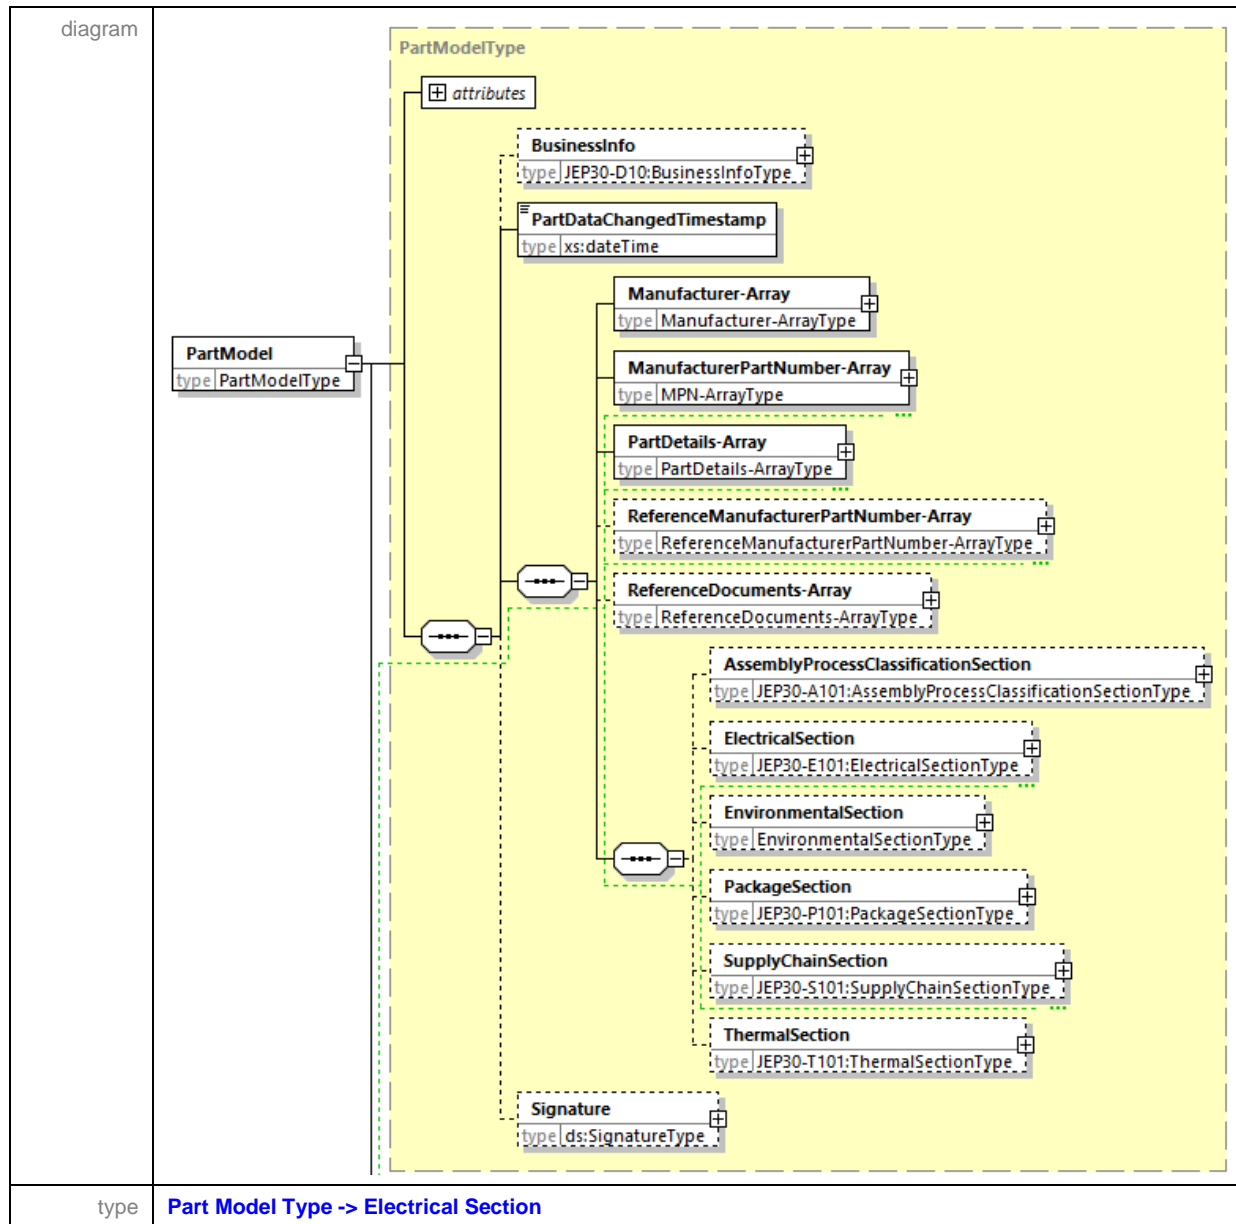 diagram
PartModelType
attributes
BusinessInfo
type JEP30-D10:BusinessInfoType
PartDataChangedTimestamp
type xs:dateTime
Manufacturer-Array
type Manufacturer-ArrayType
PartModel
type PartModelType
ManufacturerPartNumber-Array
type MPN-ArrayType
PartDetails-Array
type PartDetails-ArrayType
ReferenceManufacturerPartNumber-Array
type ReferenceManufacturerPartNumber-ArrayType
ReferenceDocuments-Array
type ReferenceDocuments-ArrayType
AssemblyProcessClassificationSection
type JEP30-A101:AssemblyProcessClassificationSectionType
ElectricalSection
type JEP30-E101:ElectricalSectionType
EnvironmentalSection
type EnvironmentalSectionType
PackageSection
type JEP30-P101:PackageSectionType
SupplyChainSection
type JEP30-S101:SupplyChainSectionType
ThermalSection
type JEP30-T101:ThermalSectionType
Signature
type ds:SignatureType
type Part Model Type -> Electrical Section